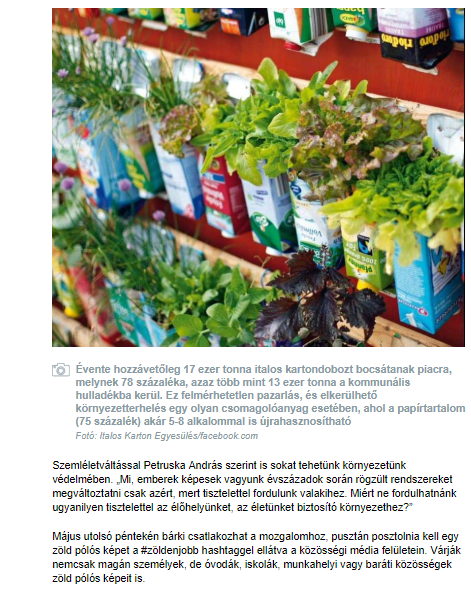 rio d'oro
Évente hozzávetőleg 17 ezer tonna italos kartondobozt bocsátanak piacra,
melynek 78 százaléka, azaz több mint 13 ezer tonna a kommunális
hulladékba kerül. Ez felmérhetetlen pazarlás, és elkerülhető
környezetterhelés egy olyan csomagolóanyag esetében, ahol a papírtartalom
(75 százalék) akár 5-8 alkalommal is újrahasznosítható
Fotó: Italos Karton Egyesülés/facebook.com
Szemléletváltással Petruska András szerint is sokat tehetünk környezetünk
védelmében. „Mi, emberek képesek vagyunk évszázadok során rögzült rendszereket
megváltoztatni csak azért, mert tisztelettel fordulunk valakihez. Miért ne fordulhatnánk
ugyanilyen tisztelettel az élőhelyünket, az életünket biztosító környezethez?”
Május utolsó péntekén bárki csatlakozhat a mozgalomhoz, pusztán posztolnia kell egy
zöld pólós képet a #zöldenjobb hashtaggel ellátva a közösségi média felületein. Várják
nemcsak magán személyek, de óvodák, iskolák, munkahelyi vagy baráti közösségek
zöld pólós képeit is.